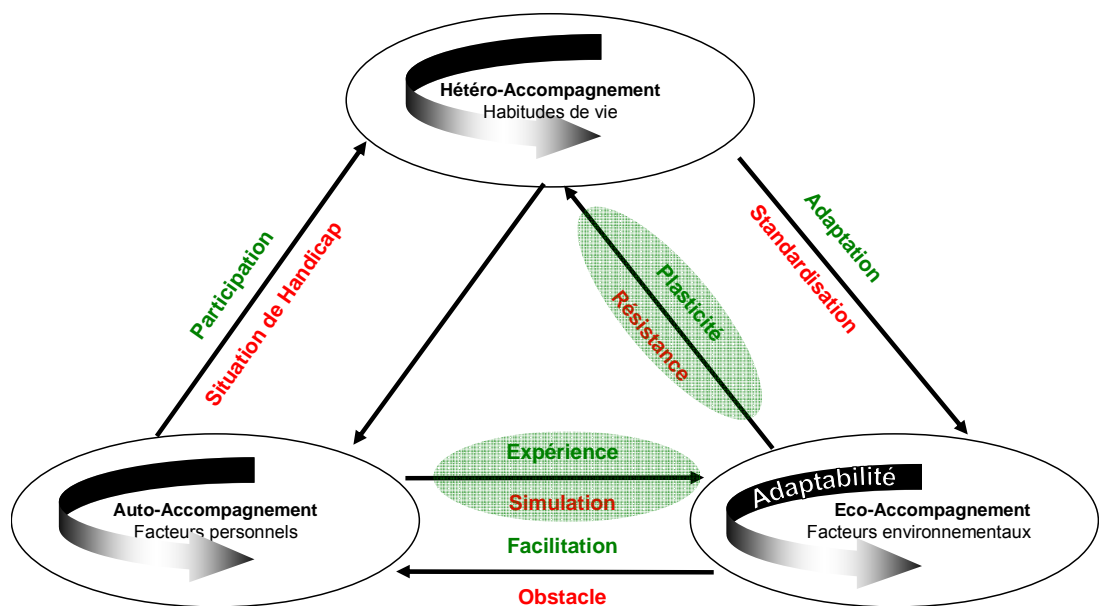 Hétéro-Accompagnement
Habitudes de vie
Participation
Situation de Handicap
Adaptation
Standardisation
Plasticité
Résistance
Expérience
Simulation
Facilitation
Obstacle
Auto-Accompagnement
Facteurs personnels
Adaptabilité
Eco-Accompagnement
Facteurs environnementaux